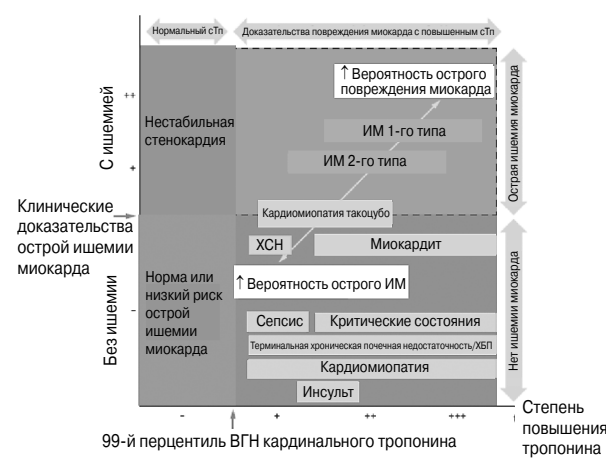 Нормальный сТп
Доказательства повреждения миокарда с повышенным сТп
↑ Вероятность острого
повреждения миокарда
С ишемией
++
+
Нестабильная
стенокардия
ИМ 1-го типа
ИМ 2-го типа
Острая ишемия миокарда
Кардиомиопатия такоцубо
Клинические
доказательства
острой ишемии
миокарда
ХСН
Миокардит
Без ишемии
-
Норма или
низкий риск
острой
ишемии
миокарда
↑ Вероятность острого ИМ
Сепсис
Критические состояния
Терминальная хроническая почечная недостаточность/ХБП
Кардиомиопатия
Инсульт
Нет ишемии миокарда
- + ++ +++
Степень
повышения
тропонина
99-й перцентиль ВГН кардинального тропонина